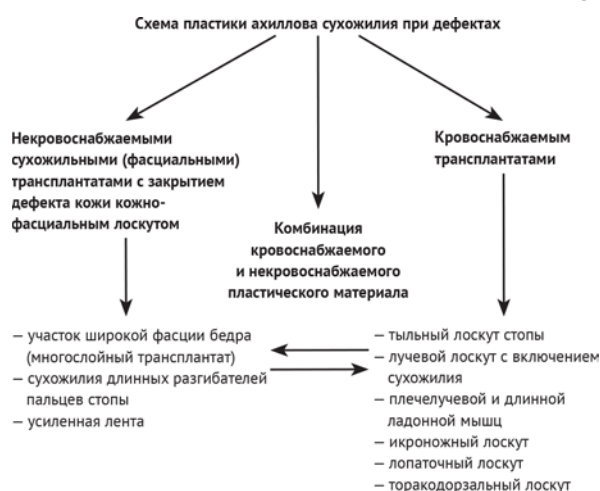 Схема пластики ахиллова сухожилия при дефектах
Некровоснабжаемыми
сухожильными (фасциальными)
трансплантатами с закрытием
дефекта кожи кожно-
фасциальным лоскутом
Комбинация
кровоснабжаемого
и некровоснабжаемого
пластического материала
Кровоснабжаемым
трансплантатами
— участок широкой фасции бедра
(многослойный трансплантат)
— сухожилия длинных разгибателей
пальцев стопы
— усиленная лента
— тыльный лоскут стопы
— лучевой лоскут с включением
сухожилия
— плечелучевой и длинной
ладонной мышц
— икроножный лоскут
— лопаточный лоскут
— торакодорзальный лоскут